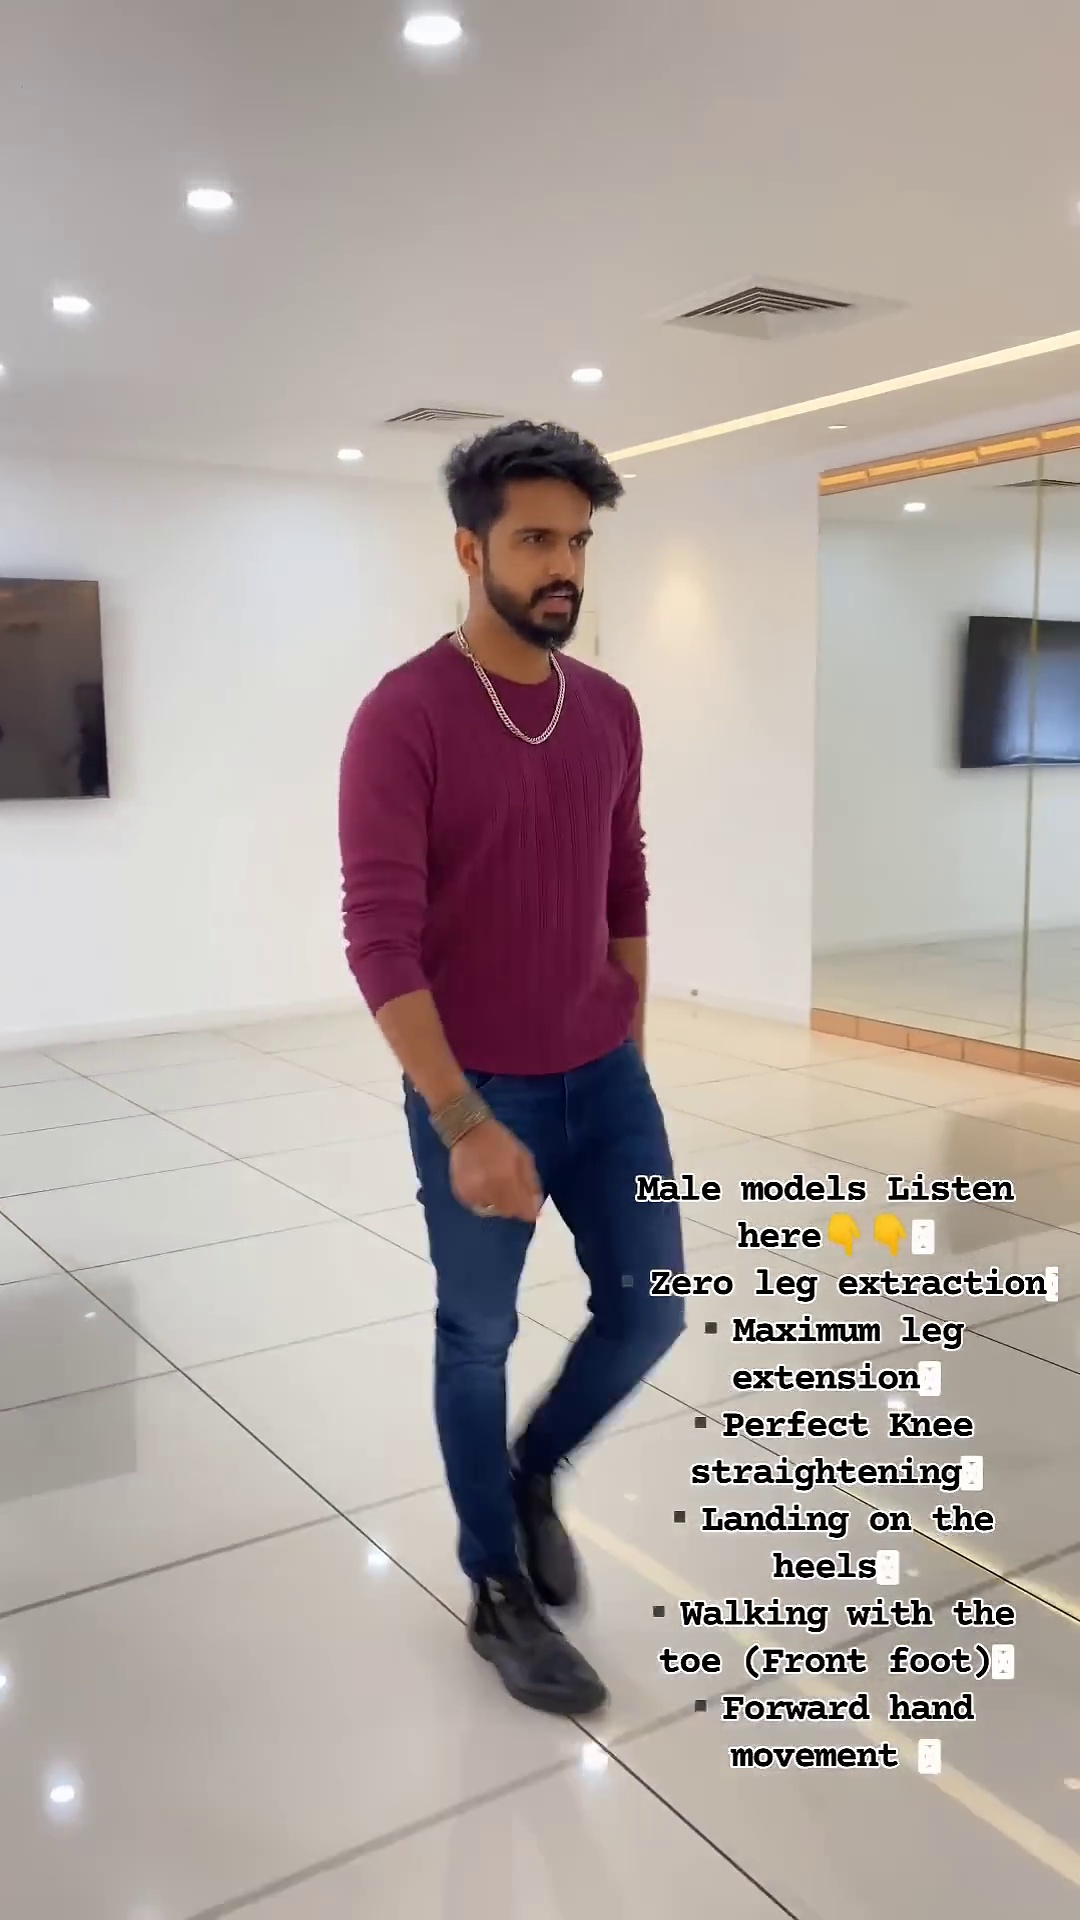 Male models Listen
here👇👇
▪ Zero leg extraction
▪ Maximum leg
extension
▪ Perfect Knee
straightening
▪ Landing on the
heels
▪ Walking with the
toe (Front foot)
▪ Forward hand
movement